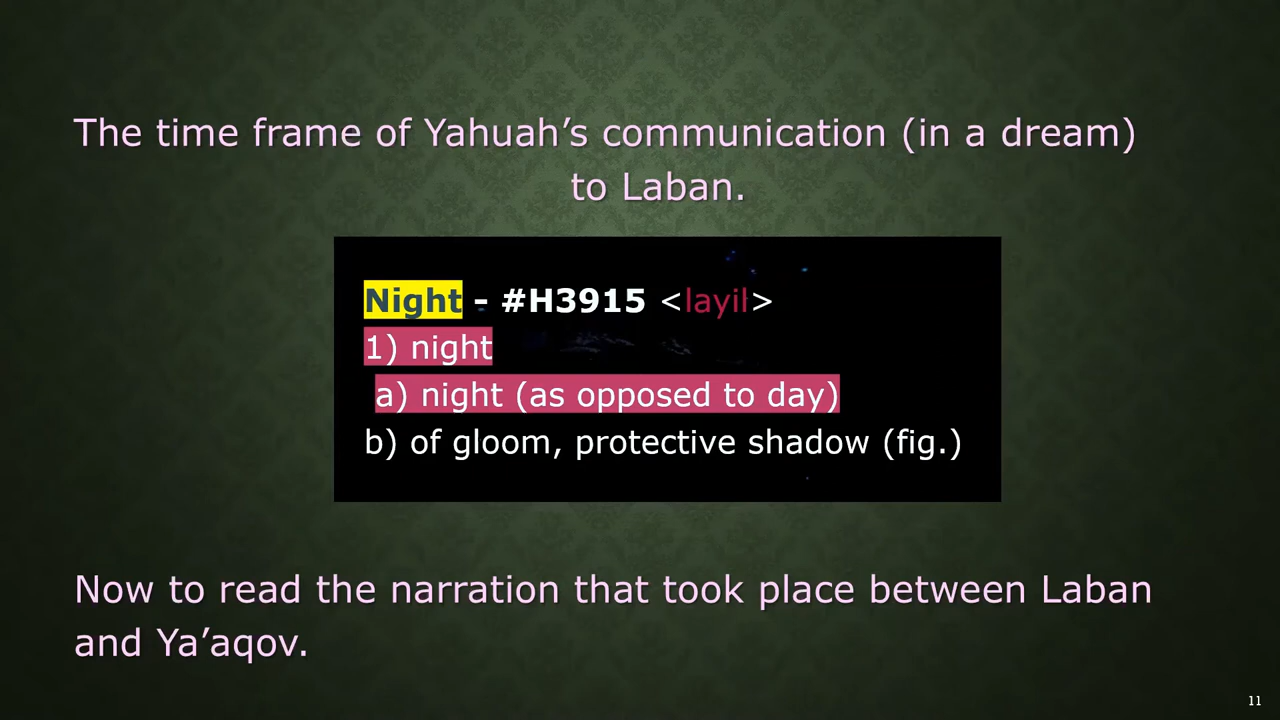 The time frame of Yahuah’s communication (in a dream)
to Laban.
Night - #H3915 <layil>
1) night
a) night (as opposed to day)
b) of gloom, protective shadow (fig.)
Now to read the narration that took place between Laban
and Ya’aqov.
11